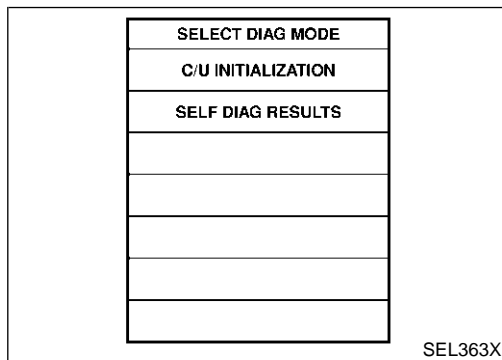 SELECT DIAG MODE
C/U INITIALIZATION
SELF DIAG RESULTS
SEL363X